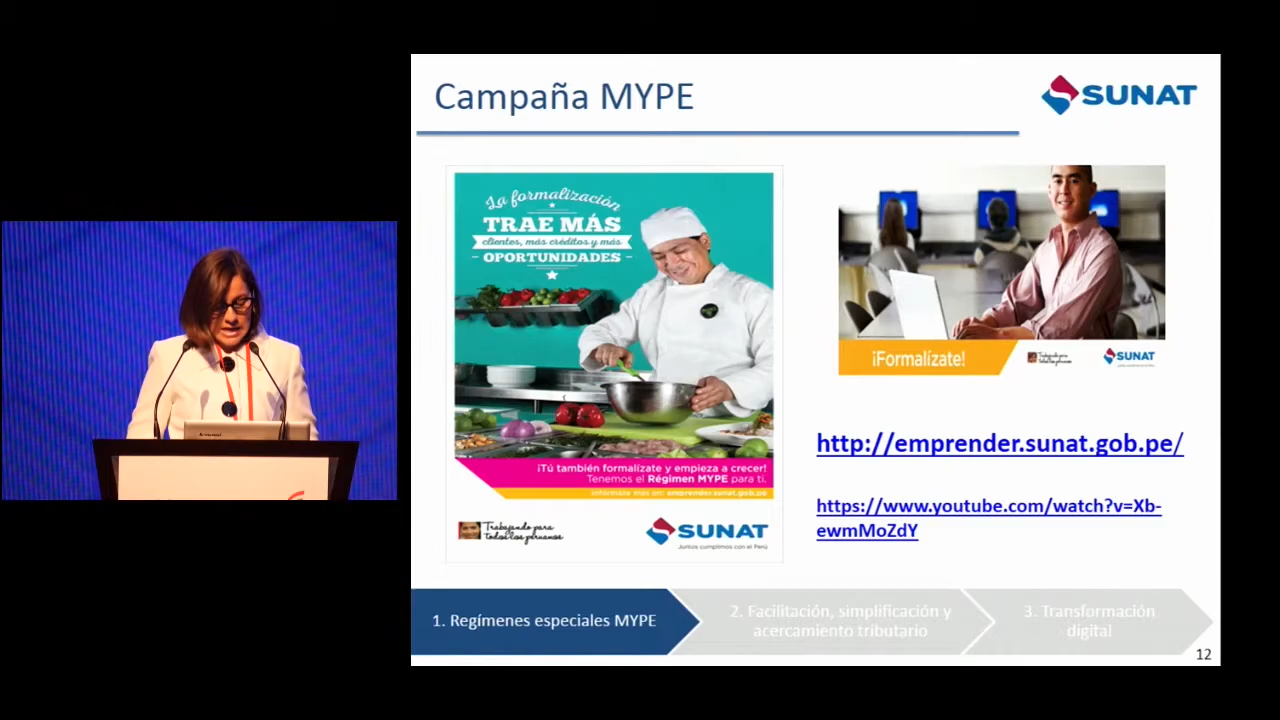 Campaña MYPE
SUNAT
La formalización
TRAE MÁS
clientes, más créditos y más
OPORTUNIDADES
¡Tú también formalízate y empieza a crecer!
Tenemos el Régimen MYPE para ti.
Infórmate más en: emprender.sunat.gob.pe
Trabajando para
todos los peruanos
SUNAT
Juntos cumplimos con el Perú
¡Formalízate!
Trabajando para
todos los peruanos
SUNAT
http://emprender.sunat.gob.pe/
https://www.youtube.com/watch?v=Xb-
ewmMoZdY
1. Regímenes especiales MYPE
2. Facilitación, simplificación y
acercamiento tributario
3. Transformación
digital
12
lenovo